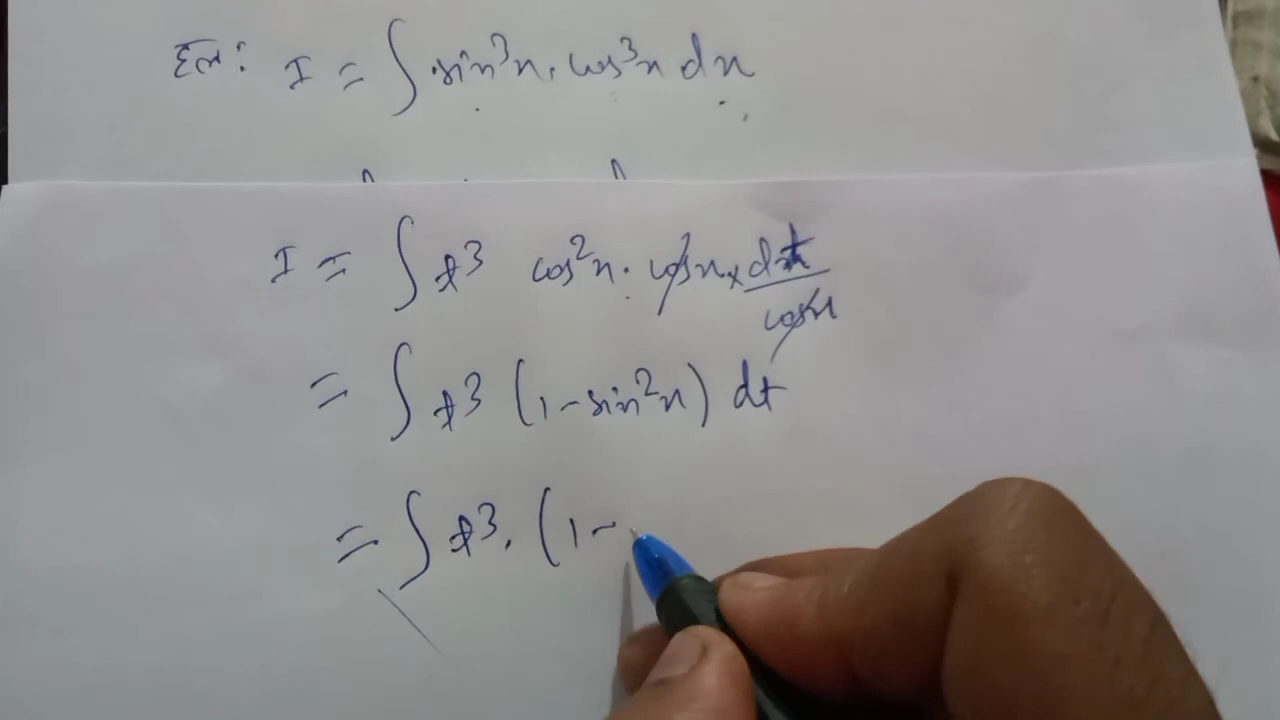 हल: I = ∫ sin³x. cos³x dx
I = ∫ t³ cos²x. cosx × dt/cosx
= ∫ t³ (1-sin²x) dt
= ∫ t³. (1-